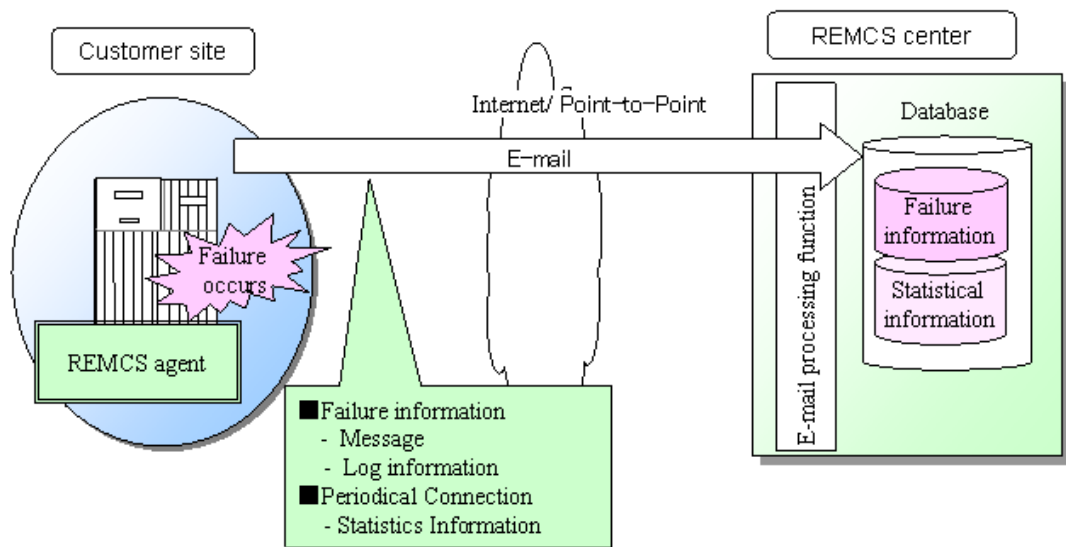 Customer site
REMCS center
Internet/ Point-to-Point
E-mail
Database
Failure
information
Statistical
information
E-mail processing function
Failure
occurs
REMCS agent
■Failure information
- Message
- Log information
■Periodical Connection
- Statistics Information